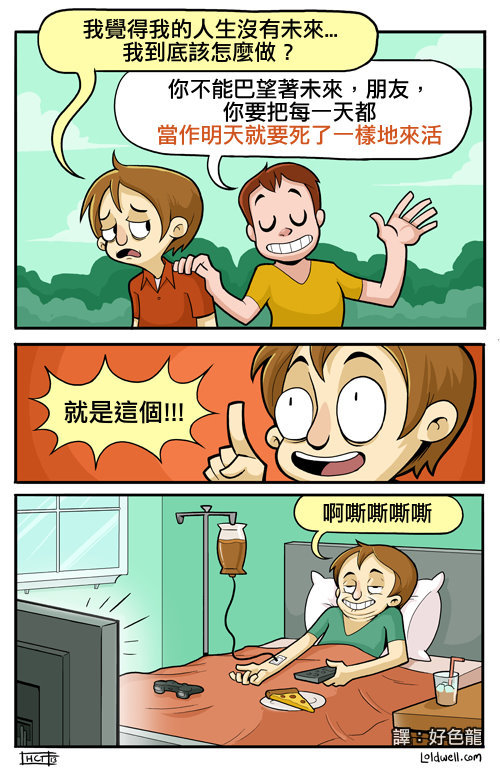 我覺得我的人生沒有未來...
我到底該怎麼做？
你不能巴望著未來，朋友，
你要把每一天都
當作明天就要死了一樣地來活
就是這個!!!
啊嘶嘶嘶嘶
譯：好色龍
THCT 13
Loldwell.com